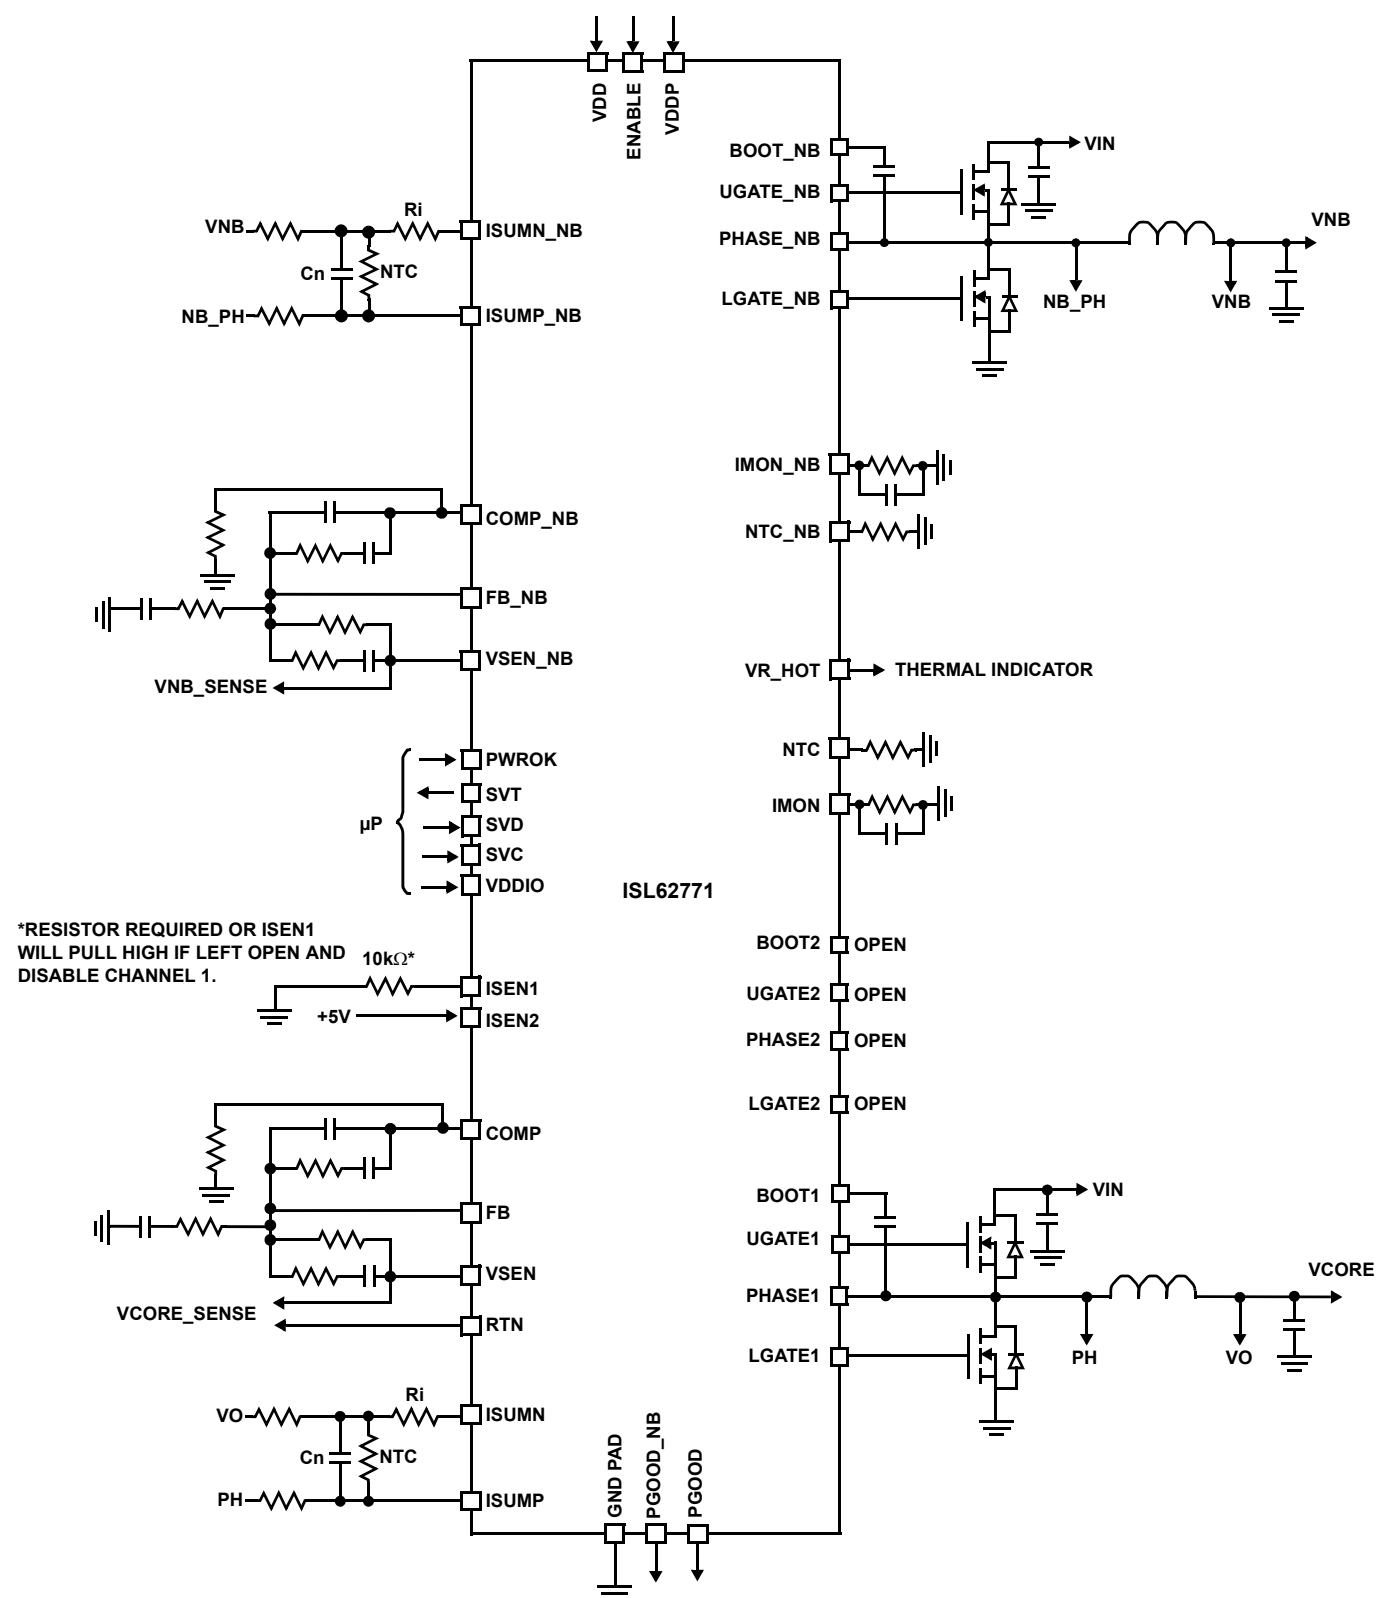 VDD
ENABLE
VDDP
BOOT_NB
VIN
UGATE_NB
VNB
Ri
ISUMN_NB
PHASE_NB
VNB
Cn
NTC
NB_PH
ISUMP_NB
LGATE_NB
NB_PH
VNB
IMON_NB
COMP_NB
NTC_NB
FB_NB
VSEN_NB
VNB_SENSE
VR_HOT
THERMAL INDICATOR
PWROK
NTC
SVT
IMON
µP
SVD
SVC
VDDIO
ISL62771
*RESISTOR REQUIRED OR ISEN1
WILL PULL HIGH IF LEFT OPEN AND
DISABLE CHANNEL 1.
10kΩ*
ISEN1
+5V
ISEN2
BOOT2
OPEN
UGATE2
OPEN
PHASE2
OPEN
LGATE2
OPEN
COMP
BOOT1
VIN
FB
UGATE1
VSEN
VCORE
VCORE_SENSE
PHASE1
RTN
LGATE1
PH
VO
VO
Ri
ISUMN
Cn
NTC
PH
ISUMP
GND PAD
PGOOD_NB
PGOOD